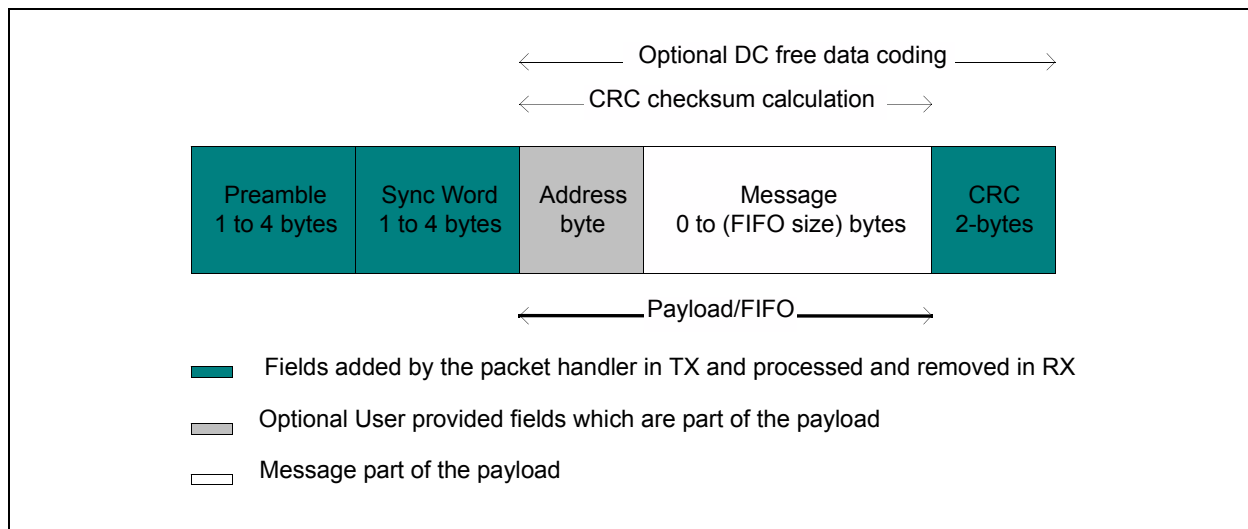 Optional DC free data coding
CRC checksum calculation
Preamble
1 to 4 bytes
Sync Word
1 to 4 bytes
Address
byte
Message
0 to (FIFO size) bytes
CRC
2-bytes
Payload/FIFO
Fields added by the packet handler in TX and processed and removed in RX
Optional User provided fields which are part of the payload
Message part of the payload